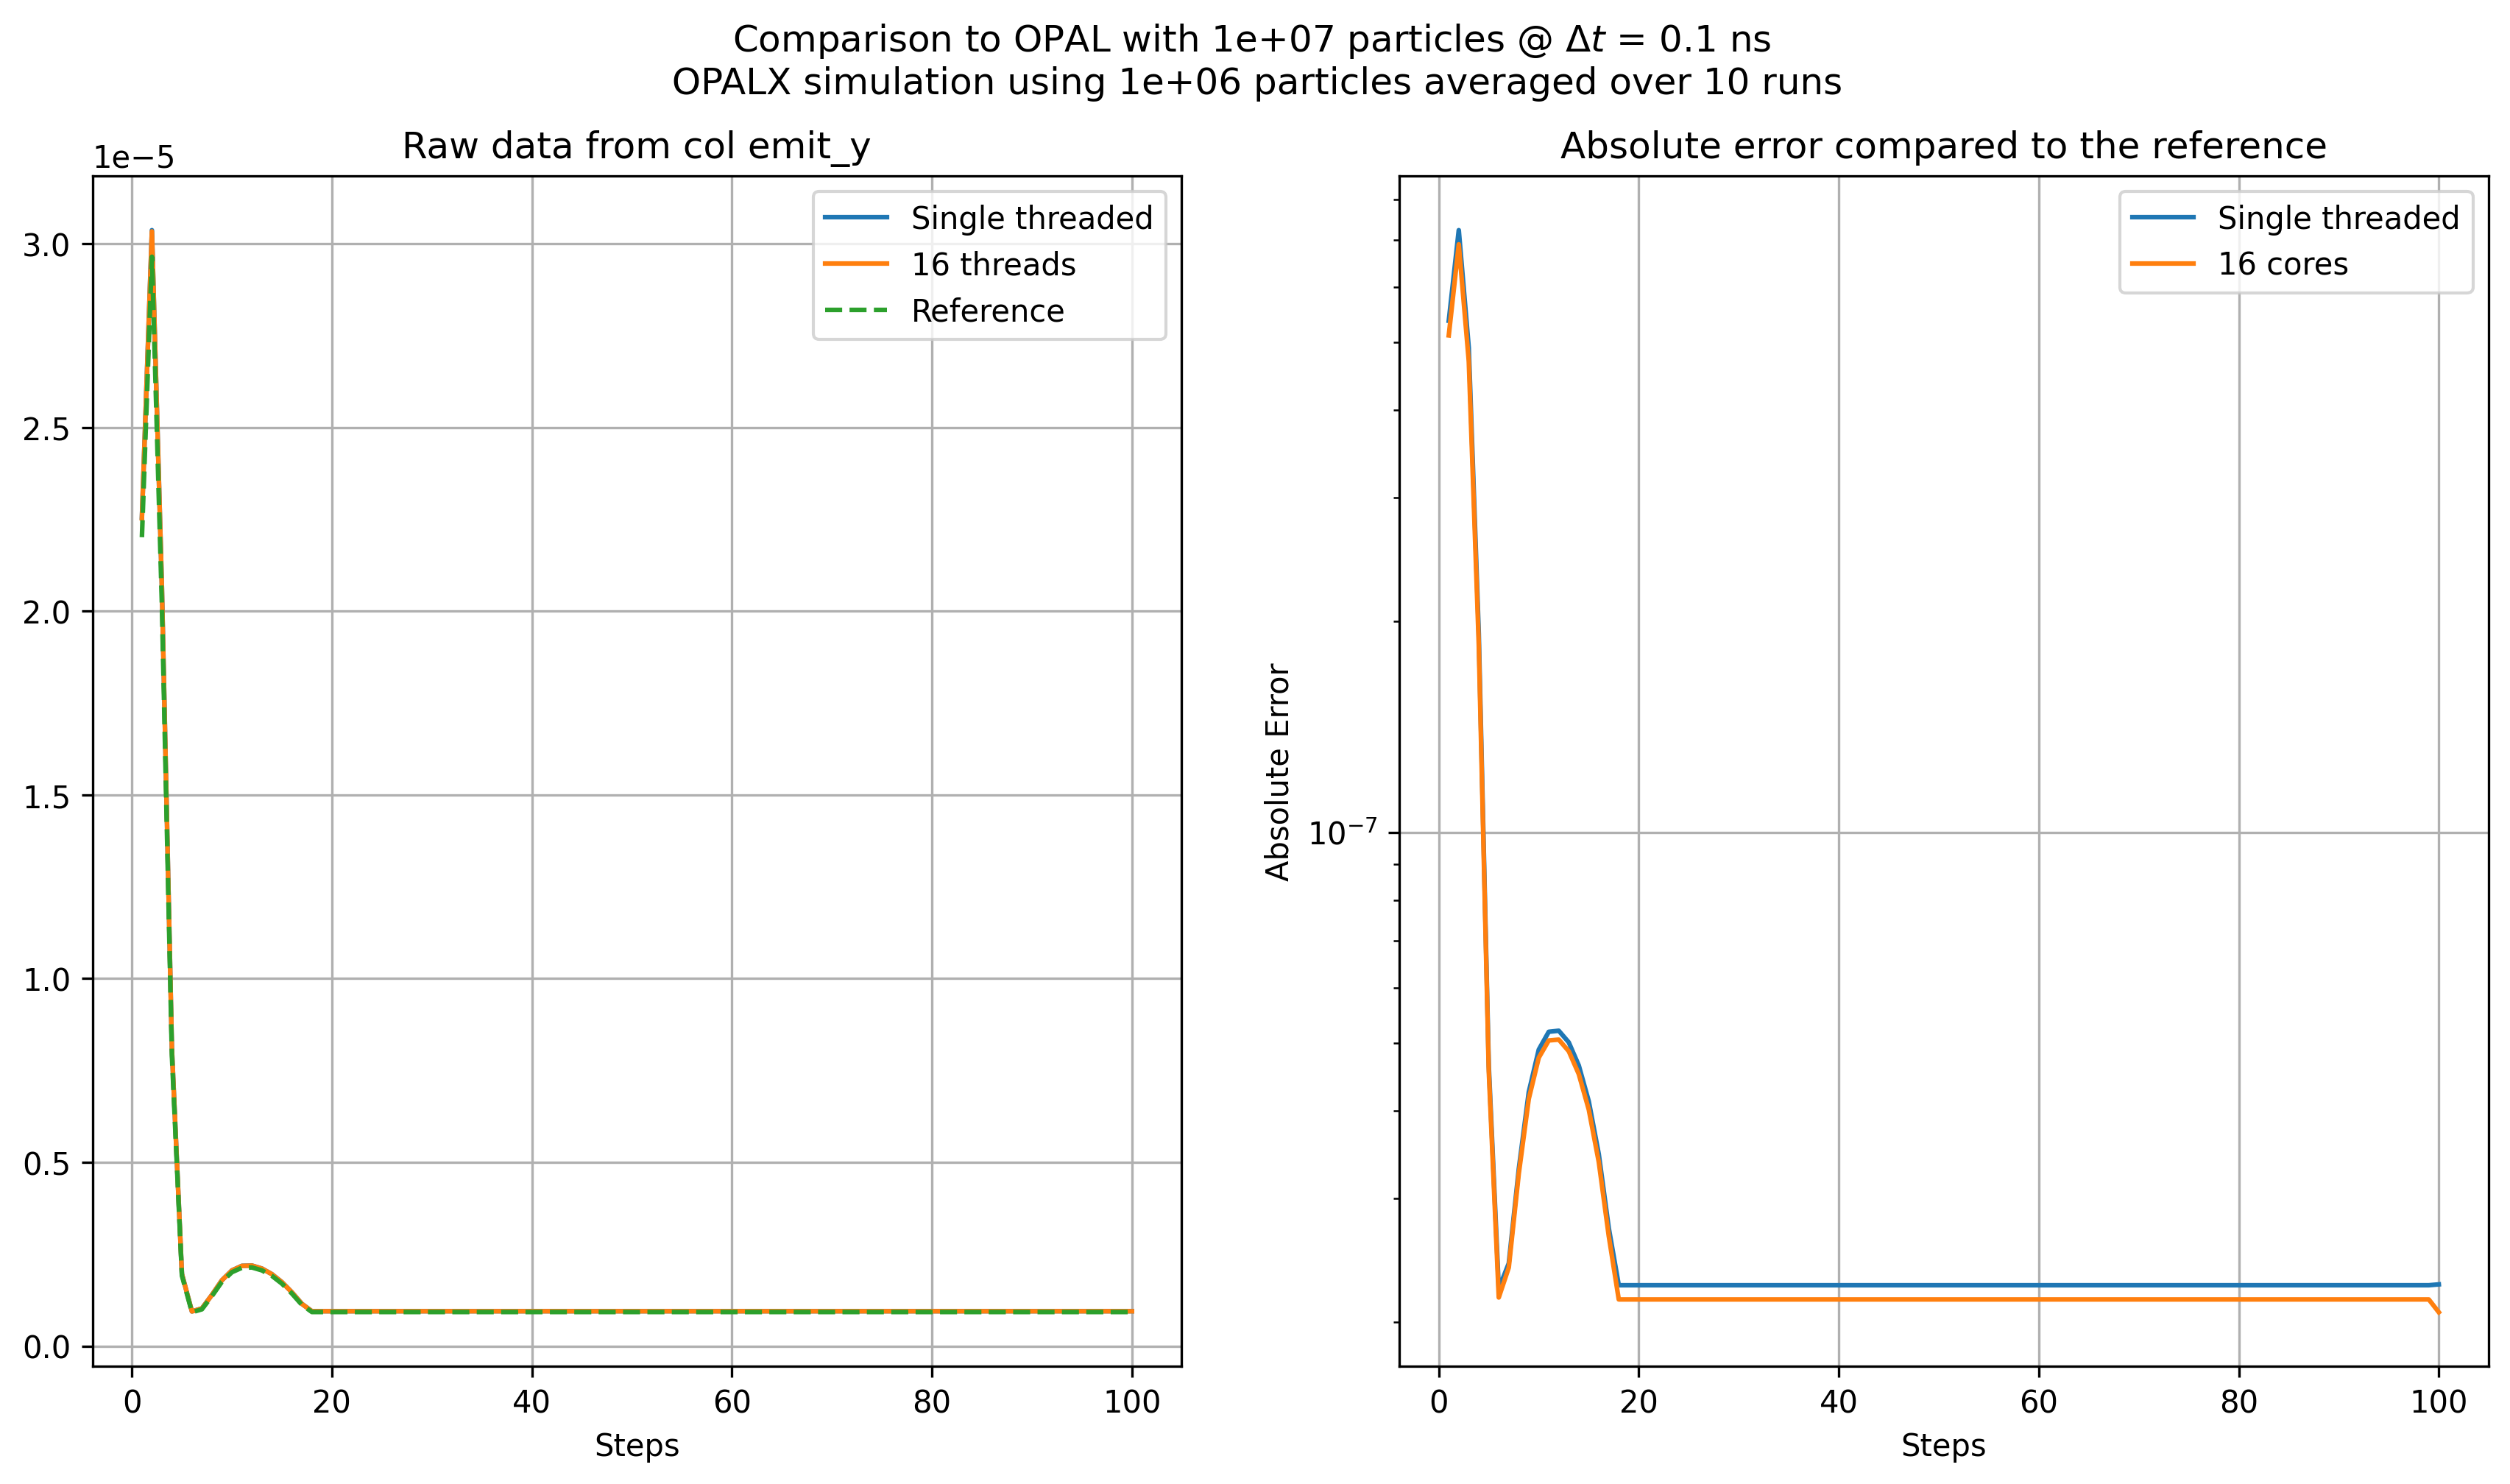 Comparison to OPAL with 1e+07 particles @ Δt = 0.1 ns
OPALX simulation using 1e+06 particles averaged over 10 runs
Raw data from col emit_y
1e−5
3.0
2.5
2.0
1.5
1.0
0.5
0.0
0 20 40 60 80 100
Steps
Single threaded
16 threads
Reference
Absolute error compared to the reference
Absolute Error
10⁻⁷
0 20 40 60 80 100
Steps
Single threaded
16 cores